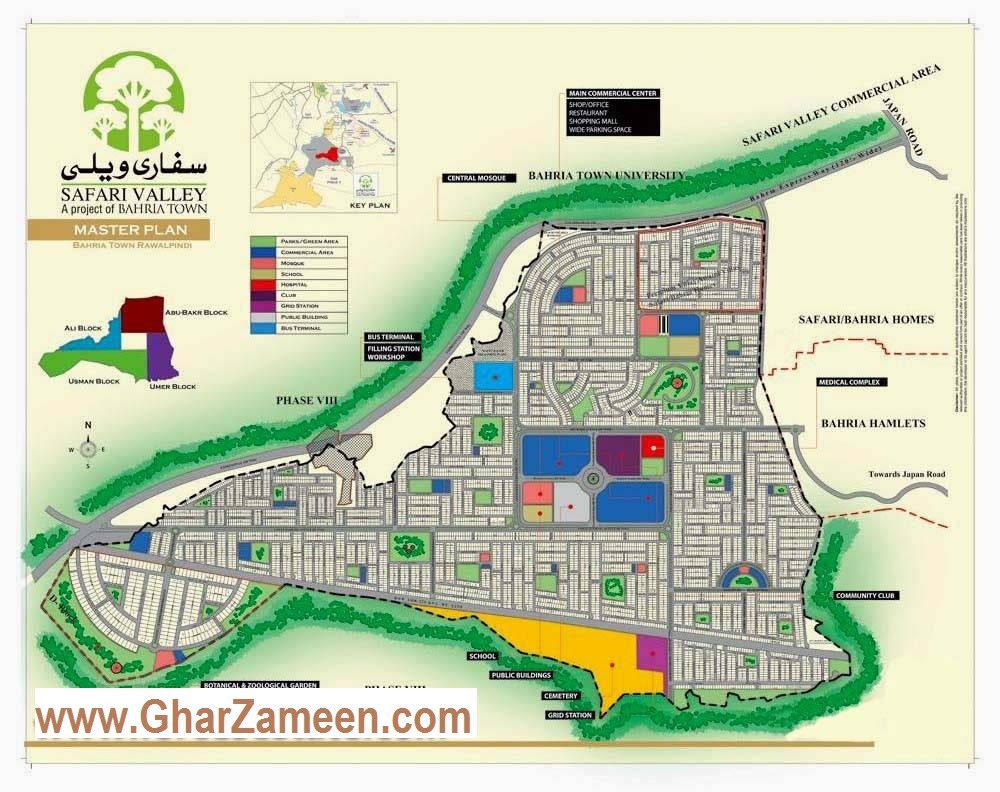 سفاری ویلی
SAFARI VALLEY
A project of BAHRIA TOWN
MASTER PLAN
BAHRIA TOWN RAWALPINDI
KEY PLAN
MAIN COMMERCIAL CENTER
SHOP/OFFICE
RESTAURANT
SHOPPING MALL
WIDE PARKING SPACE
SAFARI VALLEY COMMERCIAL AREA
JAPAN ROAD
CENTRAL MOSQUE
BAHRIA TOWN UNIVERSITY
Bahria Express Way (120'- Wide)
PARKS/GREEN AREA
COMMERCIAL AREA
MOSQUE
SCHOOL
HOSPITAL
CLUB
GRID STATION
PUBLIC BUILDING
BUS TERMINAL
ABU-BAKR BLOCK
ALI BLOCK
USMAN BLOCK
UMER BLOCK
BUS TERMINAL
FILLING STATION
WORKSHOP
SAFARI/BAHRIA HOMES
MEDICAL COMPLEX
PHASE VIII
BAHRIA HAMLETS
N
W
E
S
Towards Japan Road
COMMUNITY CLUB
SCHOOL
PUBLIC BUILDINGS
BOTANICAL & ZOOLOGICAL GARDEN
CEMETERY
GRID STATION
www.GharZameen.com